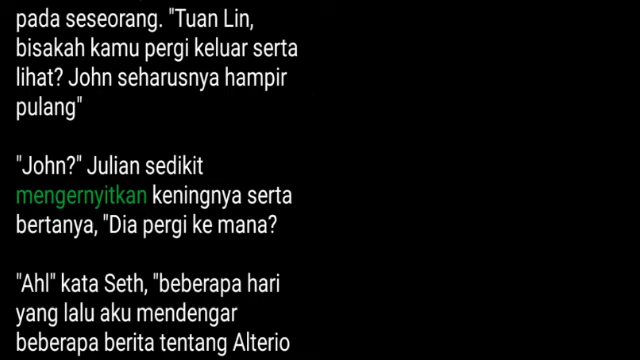 pada seseorang. "Tuan Lin,
bisakah kamu pergi keluar serta
lihat? John seharusnya hampir
pulang"
"John?" Julian sedikit
mengernyitkan keningnya serta
bertanya, "Dia pergi ke mana?
"Ahl" kata Seth, "beberapa hari
yang lalu aku mendengar
beberapa berita tentang Alterio